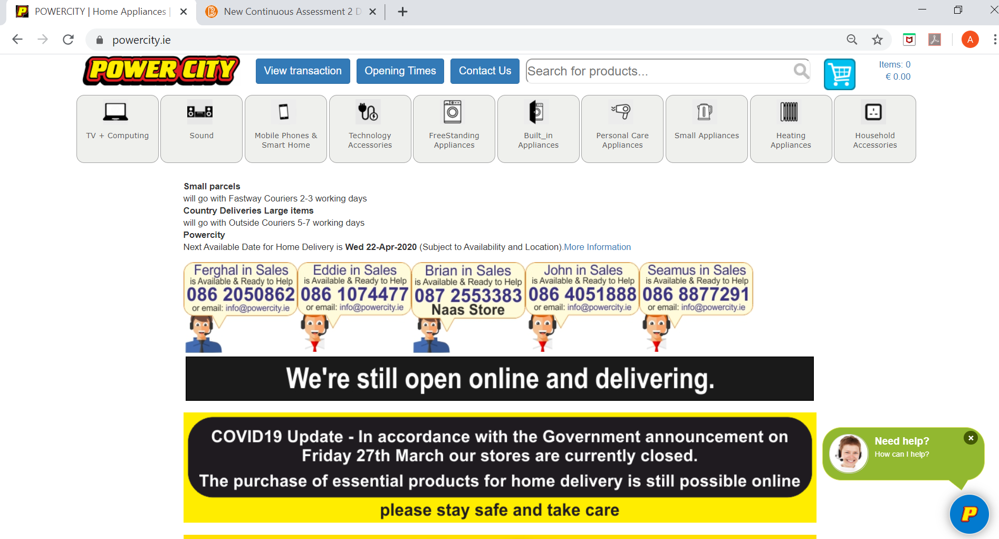 POWERCITY | Home Appliances |
New Continuous Assessment 2 D
powercity.ie
A
POWER CITY
View transaction
Opening Times
Contact Us
Search for products...
Items: 0
€ 0.00
TV + Computing
Sound
Mobile Phones &
Smart Home
Technology
Accessories
FreeStanding
Appliances
Built_in
Appliances
Personal Care
Appliances
Small Appliances
Heating
Appliances
Household
Accessories
Small parcels
will go with Fastway Couriers 2-3 working days
Country Deliveries Large items
will go with Outside Couriers 5-7 working days
Powercity
Next Available Date for Home Delivery is Wed 22-Apr-2020 (Subject to Availability and Location).More Information
Ferghal in Sales
is Available & Ready to Help
086 2050862
or email: info@powercity.ie
Eddie in Sales
is Available & Ready to Help
086 1074477
or email: info@powercity.ie
Brian in Sales
is Available & Ready to Help
087 2553383
Naas Store
John in Sales
is Available & Ready to Help
086 4051888
or email: info@powercity.ie
Seamus in Sales
is Available & Ready to Help
086 8877291
or email: info@powercity.ie
We're still open online and delivering.
COVID19 Update - In accordance with the Government announcement on
Friday 27th March our stores are currently closed.
The purchase of essential products for home delivery is still possible online
please stay safe and take care
Need help?
How can I help?
P